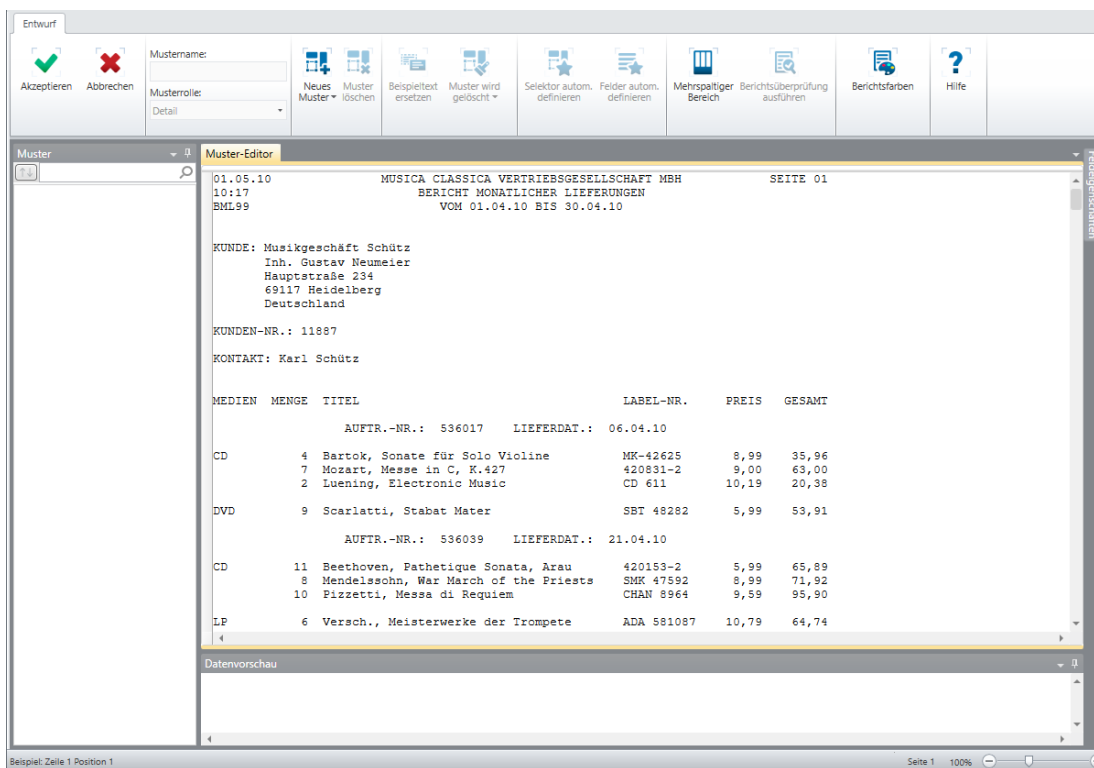 Entwurf
Akzeptieren
Abbrechen
Mustername:
Musterrolle:
Detail
Neues Muster
Muster löschen
Beispieltext ersetzen
Muster wird gelöscht
Selektor autom. definieren
Felder autom. definieren
Mehrspaltiger Bereich
Berichtsüberprüfung ausführen
Berichtsfarben
Hilfe
Muster
Muster-Editor
Feldeigenschaften
01.05.10 MUSICA CLASSICA VERTRIEBSGESELLSCHAFT MBH SEITE 01
10:17 BERICHT MONATLICHER LIEFERUNGEN
BML99 VOM 01.04.10 BIS 30.04.10
KUNDE: Musikgeschäft Schütz
Inh. Gustav Neumeier
Hauptstraße 234
69117 Heidelberg
Deutschland
KUNDEN-NR.: 11887
KONTAKT: Karl Schütz
MEDIEN MENGE TITEL LABEL-NR. PREIS GESAMT
AUFTR.-NR.: 536017 LIEFERDAT.: 06.04.10
CD 4 Bartok, Sonate für Solo Violine MK-42625 8,99 35,96
7 Mozart, Messe in C, K.427 420831-2 9,00 63,00
2 Luening, Electronic Music CD 611 10,19 20,38
DVD 9 Scarlatti, Stabat Mater SBT 48282 5,99 53,91
AUFTR.-NR.: 536039 LIEFERDAT.: 21.04.10
CD 11 Beethoven, Pathetique Sonata, Arau 420153-2 5,99 65,89
8 Mendelssohn, War March of the Priests SMK 47592 8,99 71,92
10 Pizzetti, Messa di Requiem CHAN 8964 9,59 95,90
LP 6 Versch., Meisterwerke der Trompete ADA 581087 10,79 64,74
Datenvorschau
Beispiel: Zeile 1 Position 1
Seite 1 100%